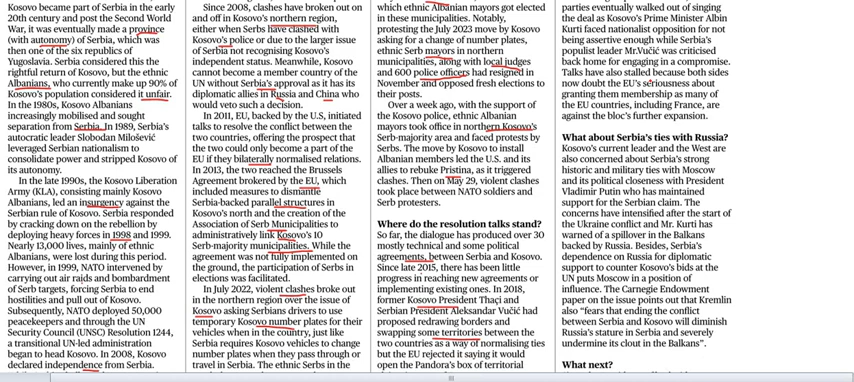 Kosovo became part of Serbia in the early
20th century and post the Second World
War, it was eventually made a province
(with autonomy) of Serbia, which was
then one of the six republics of
Yugoslavia. Serbia considered this the
rightful return of Kosovo, but the ethnic
Albanians, who currently make up 90% of
Kosovo's population considered it unfair.
In the 1980s, Kosovo Albanians
increasingly mobilised and sought
separation from Serbia. In 1989, Serbia's
autocratic leader Slobodan Milošević
leveraged Serbian nationalism to
consolidate power and stripped Kosovo of
its autonomy.
In the late 1990s, the Kosovo Liberation
Army (KLA), consisting mainly Kosovo
Albanians, led an insurgency against the
Serbian rule of Kosovo. Serbia responded
by cracking down on the rebellion by
deploying heavy forces in 1998 and 1999.
Nearly 13,000 lives, mainly of ethnic
Albanians, were lost during this period.
However, in 1999, NATO intervened by
carrying out air raids and bombardment
of Serb targets, forcing Serbia to end
hostilities and pull out of Kosovo.
Subsequently, NATO deployed 50,000
peacekeepers and through the UN
Security Council (UNSC) Resolution 1244,
a transitional UN-led administration
began to head Kosovo. In 2008, Kosovo
declared independence from Serbia.
Since 2008, clashes have broken out on
and off in Kosovo's northern region,
either when Serbs have clashed with
Kosovo's police or due to the larger issue
of Serbia not recognising Kosovo's
independent status. Meanwhile, Kosovo
cannot become a member country of the
UN without Serbia's approval as it has its
diplomatic allies in Russia and China who
would veto such a decision.
In 2011, EU, backed by the U.S, initiated
talks to resolve the conflict between the
two countries, offering the prospect that
the two could only become a part of the
EU if they bilaterally normalised relations.
In 2013, the two reached the Brussels
Agreement brokered by the EU, which
included measures to dismantle
Serbia-backed parallel structures in
Kosovo's north and the creation of the
Association of Serb Municipalities to
administratively link Kosovo's 10
Serb-majority municipalities. While the
agreement was not fully implemented on
the ground, the participation of Serbs in
elections was facilitated.
In July 2022, violent clashes broke out
in the northern region over the issue of
Kosovo asking Serbians drivers to use
temporary Kosovo number plates for their
vehicles when in the country, just like
Serbia requires Kosovo vehicles to change
number plates when they pass through or
travel in Serbia. The ethnic Serbs in the
which ethnic Albanian mayors got elected
in these municipalities. Notably,
protesting the July 2023 move by Kosovo
asking for a change of number plates,
ethnic Serb mayors in northern
municipalities, along with local judges
and 600 police officers had resigned in
November and opposed fresh elections to
their posts.
Over a week ago, with the support of
the Kosovo police, ethnic Albanian
mayors took office in northern Kosovo's
Serb-majority area and faced protests by
Serbs. The move by Kosovo to install
Albanian members led the U.S. and its
allies to rebuke Pristina, as it triggered
clashes. Then on May 29, violent clashes
took place between NATO soldiers and
Serb protesters.
Where do the resolution talks stand?
So far, the dialogue has produced over 30
mostly technical and some political
agreements, between Serbia and Kosovo.
Since late 2015, there has been little
progress in reaching new agreements or
implementing existing ones. In 2018,
former Kosovo President Thaçi and
Serbian President Aleksandar Vučić had
proposed redrawing borders and
swapping some territories between the
two countries as a way of normalising ties
but the EU rejected it saying it would
open the Pandora's box of territorial
parties eventually walked out of singing
the deal as Kosovo's Prime Minister Albin
Kurti faced nationalist opposition for not
being assertive enough while Serbia's
populist leader Mr.Vučić was criticised
back home for engaging in a compromise.
Talks have also stalled because both sides
now doubt the EU's seriousness about
granting them membership as many of
the EU countries, including France, are
against the bloc's further expansion.
What about Serbia's ties with Russia?
Kosovo's current leader and the West are
also concerned about Serbia's strong
historic and military ties with Moscow
and its political closeness with President
Vladimir Putin who has maintained
support for the Serbian claim. The
concerns have intensified after the start of
the Ukraine conflict and Mr. Kurti has
warned of a spillover in the Balkans
backed by Russia. Besides, Serbia's
dependence on Russia for diplomatic
support to counter Kosovo's bids at the
UN puts Moscow in a position of
influence. The Carnegie Endowment
paper on the issue points out that Kremlin
also "fears that ending the conflict
between Serbia and Kosovo will diminish
Russia's stature in Serbia and severely
undermine its clout in the Balkans".
What next?